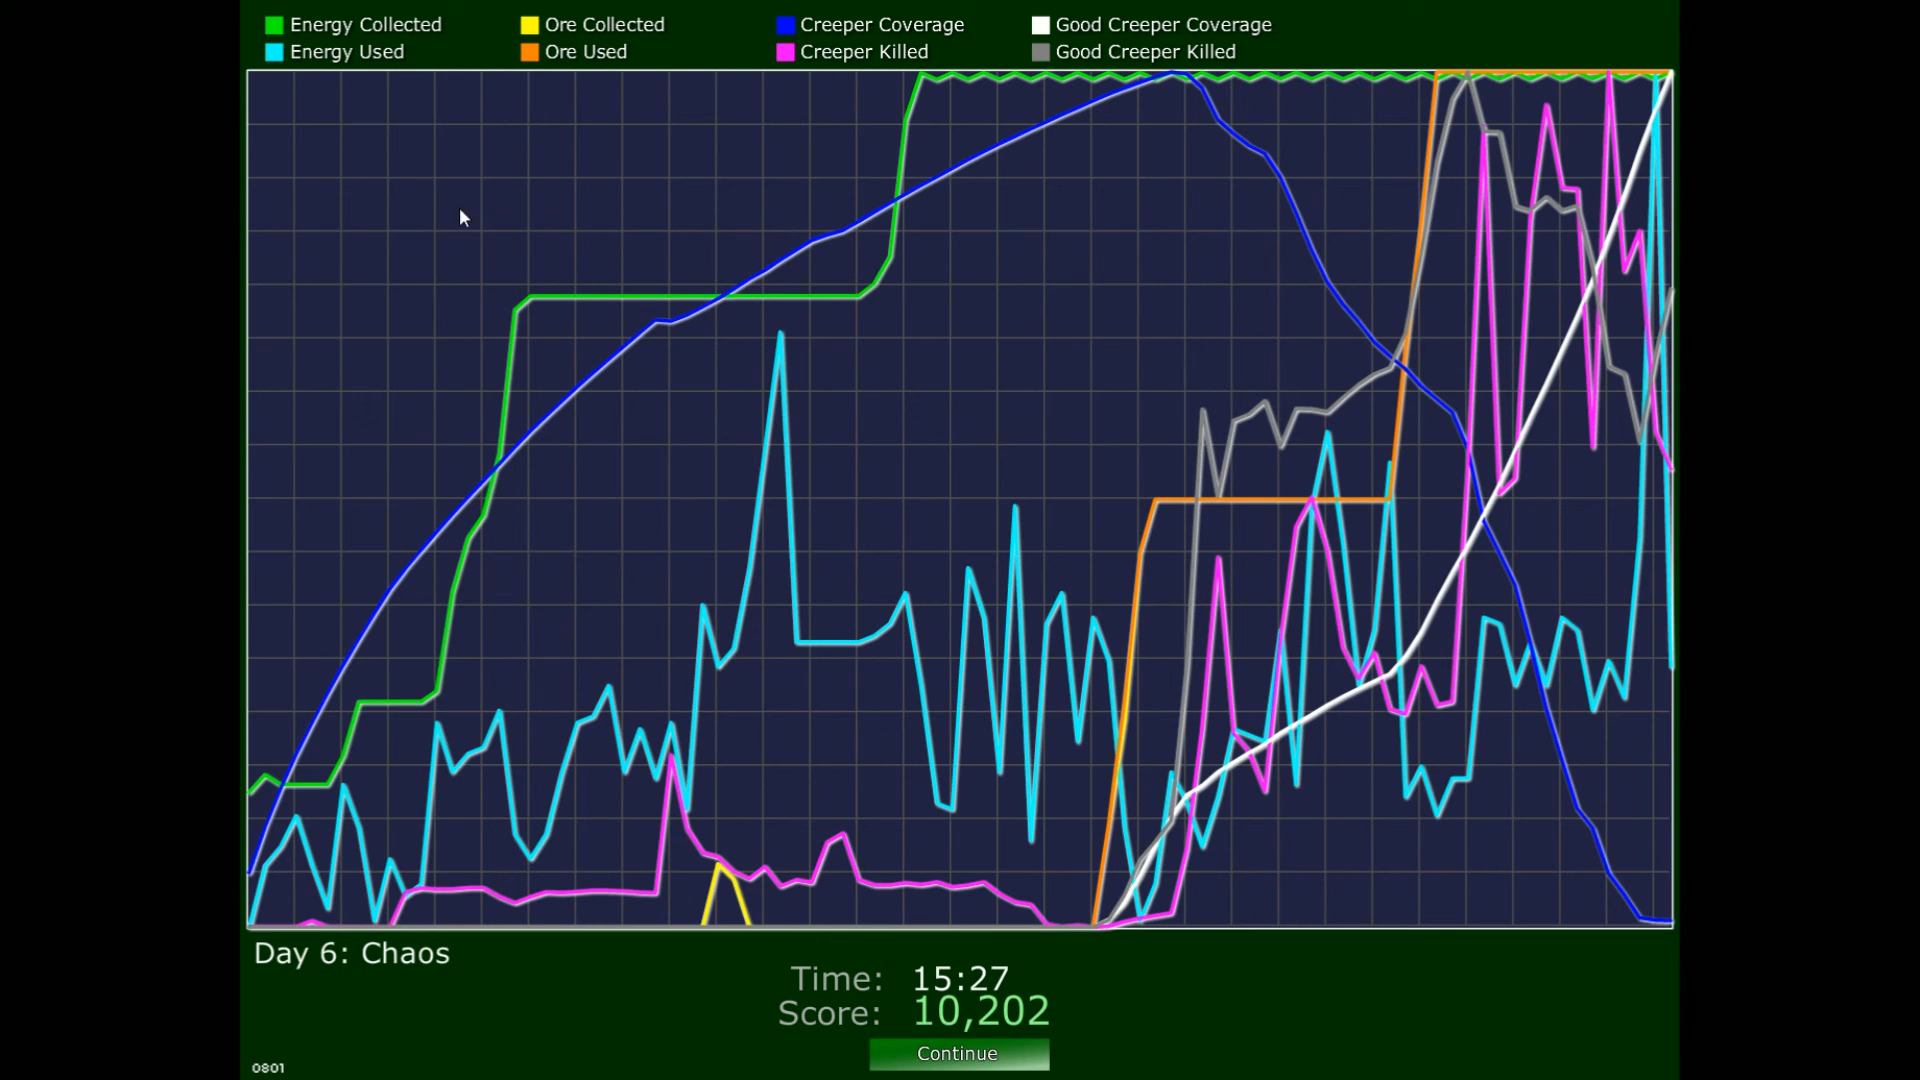 Energy Collected Ore Collected Creeper Coverage Good Creeper Coverage
Energy Used Ore Used Creeper Killed Good Creeper Killed
Day 6: Chaos
Time: 15:27
Score: 10,202
Continue
0801